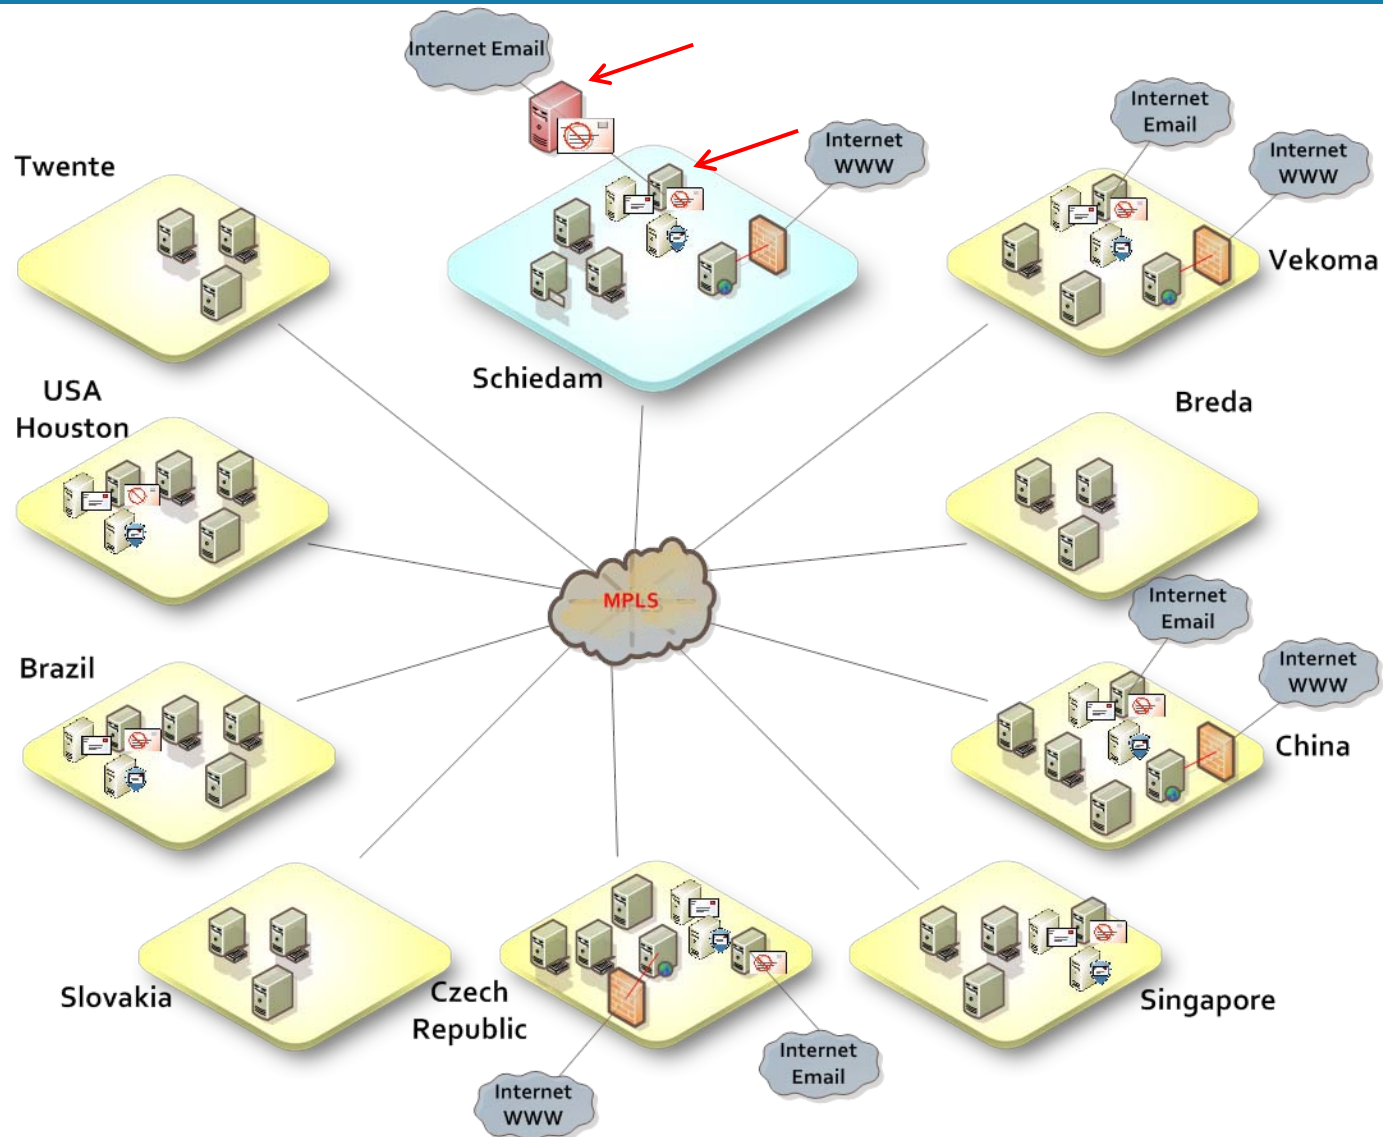 Internet Email
Internet
Email
Internet
WWW
Internet
WWW
Twente
Vekoma
Schiedam
USA
Houston
Breda
MPLS
Internet
Email
Internet
WWW
Brazil
China
Slovakia
Czech
Republic
Singapore
Internet
Email
Internet
WWW